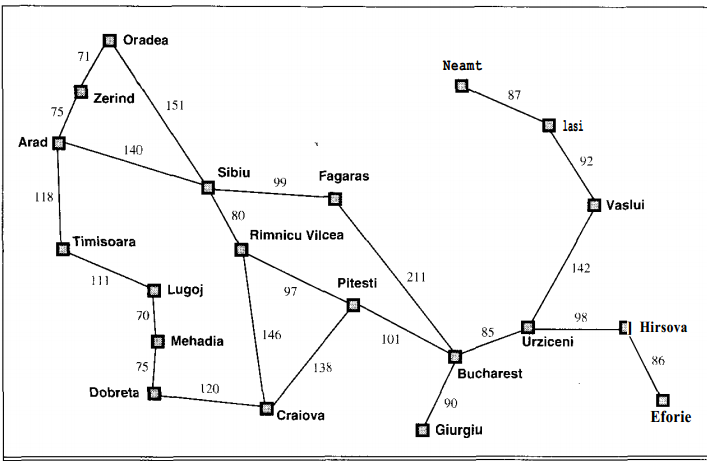 Oradea
71
Neamt
Zerind
87
75
151
Iasi
Arad
140
92
Sibiu
99
Fagaras
118
80
Vaslui
Timisoara
Rimnicu Vilcea
142
111
211
Lugoj
97
Pitesti
70
98
Mehadia
146
101
85
Urziceni
Hirsova
75
138
Bucharest
86
Dobreta
120
90
Craiova
Eforie
Giurgiu